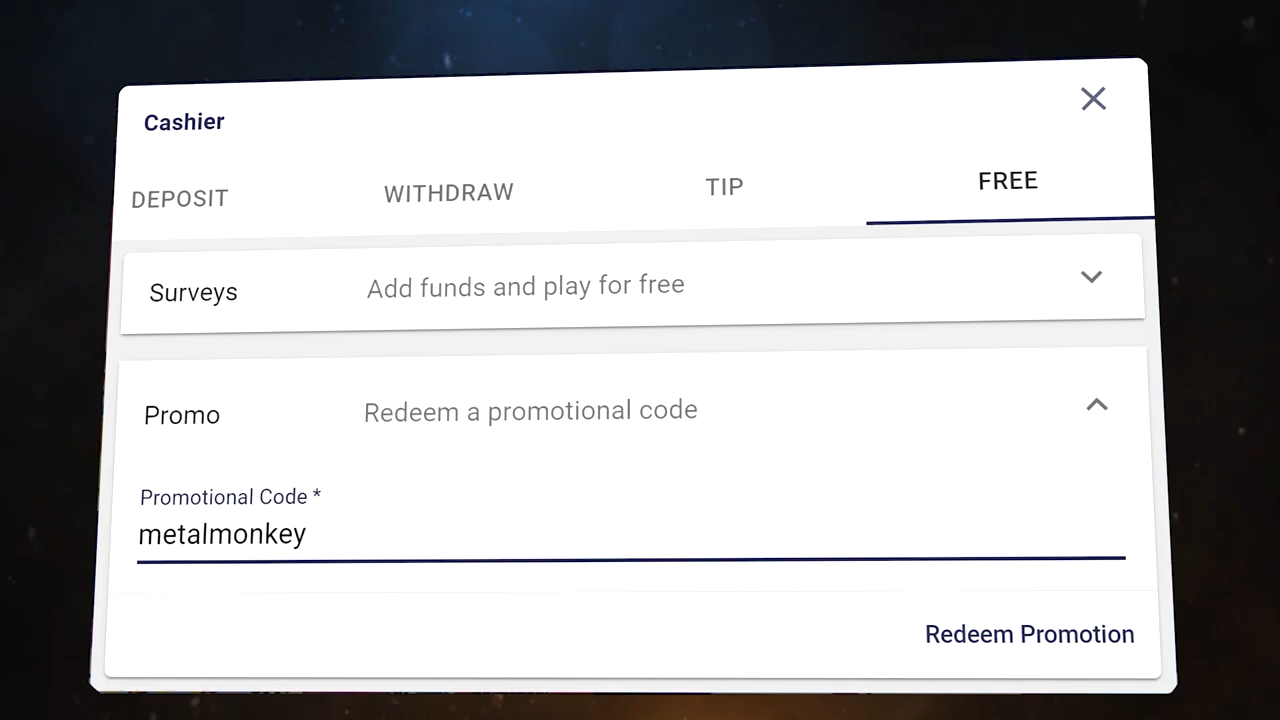 Cashier
DEPOSIT WITHDRAW TIP FREE
Surveys Add funds and play for free
Promo Redeem a promotional code
Promotional Code *
metalmonkey
Redeem Promotion